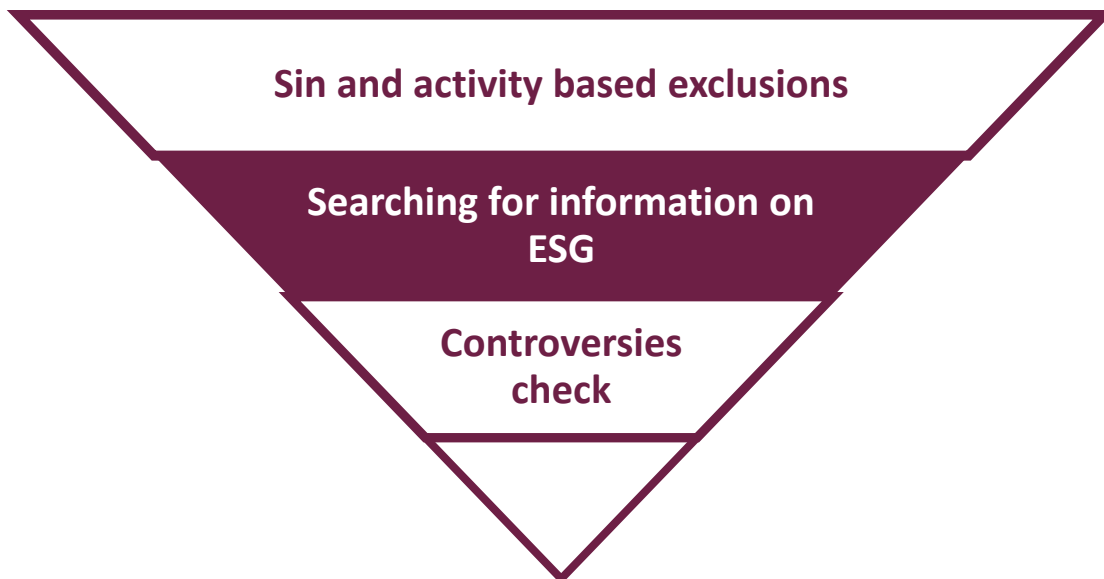 Sin and activity based exclusions
Searching for information on
ESG
Controversies
check